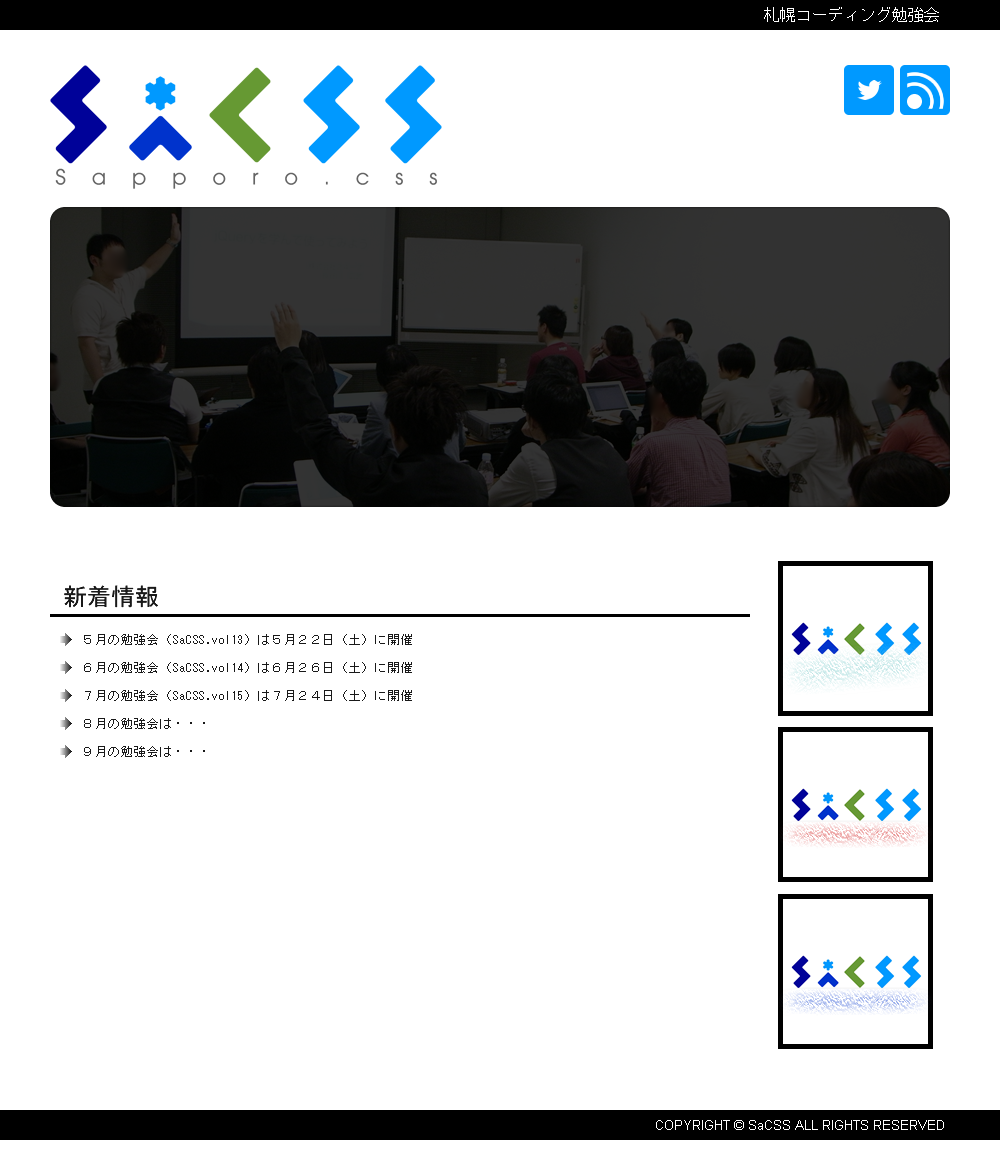 札幌コーディング勉強会
SaCSS
Sapporo.css
新着情報
５月の勉強会（SaCSS.vol13）は５月２２日（土）に開催
６月の勉強会（SaCSS.vol14）は６月２６日（土）に開催
７月の勉強会（SaCSS.vol15）は７月２４日（土）に開催
８月の勉強会は・・・
９月の勉強会は・・・
SaCSS
SaCSS
SaCSS
COPYRIGHT © SaCSS ALL RIGHTS RESERVED